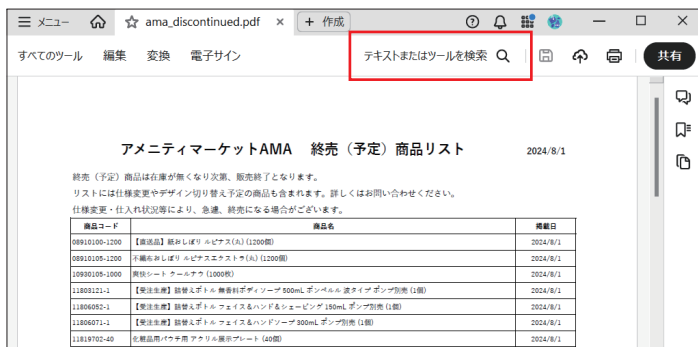 メニュー ama_discontinued.pdf × + 作成
すべてのツール 編集 変換 電子サイン テキストまたはツールを検索 共有
アメニティマーケットAMA 終売（予定）商品リスト 2024/8/1
終売（予定）商品は在庫が無くなり次第、販売終了となります。
リストには仕様変更やデザイン切り替え予定の商品も含まれます。詳しくはお問い合わせください。
仕様変更・仕入れ状況等により、急遽、終売になる場合がございます。
商品コード 商品名 掲載日
08910100-1200 【直送品】紙おしぼり ルピナス(丸) (1200個) 2024/8/1
08910105-1200 不織布おしぼり ルピナスエクストラ(丸) (1200個) 2024/8/1
10930105-1000 爽快シート クールナウ (1000枚) 2024/8/1
11803121-1 【受注生産】詰替えボトル 無香料ボディソープ 500mL ボンベルル 波タイプ ポンプ別売 (1個) 2024/8/1
11806052-1 【受注生産】詰替えボトル フェイス＆ハンド＆シェービング 150mL ポンプ別売 (1個) 2024/8/1
11806071-1 【受注生産】詰替えボトル フェイス＆ハンドソープ 300mL ポンプ別売 (1個) 2024/8/1
11819702-40 化粧品用パウチ用 アクリル展示プレート (40個) 2024/8/1